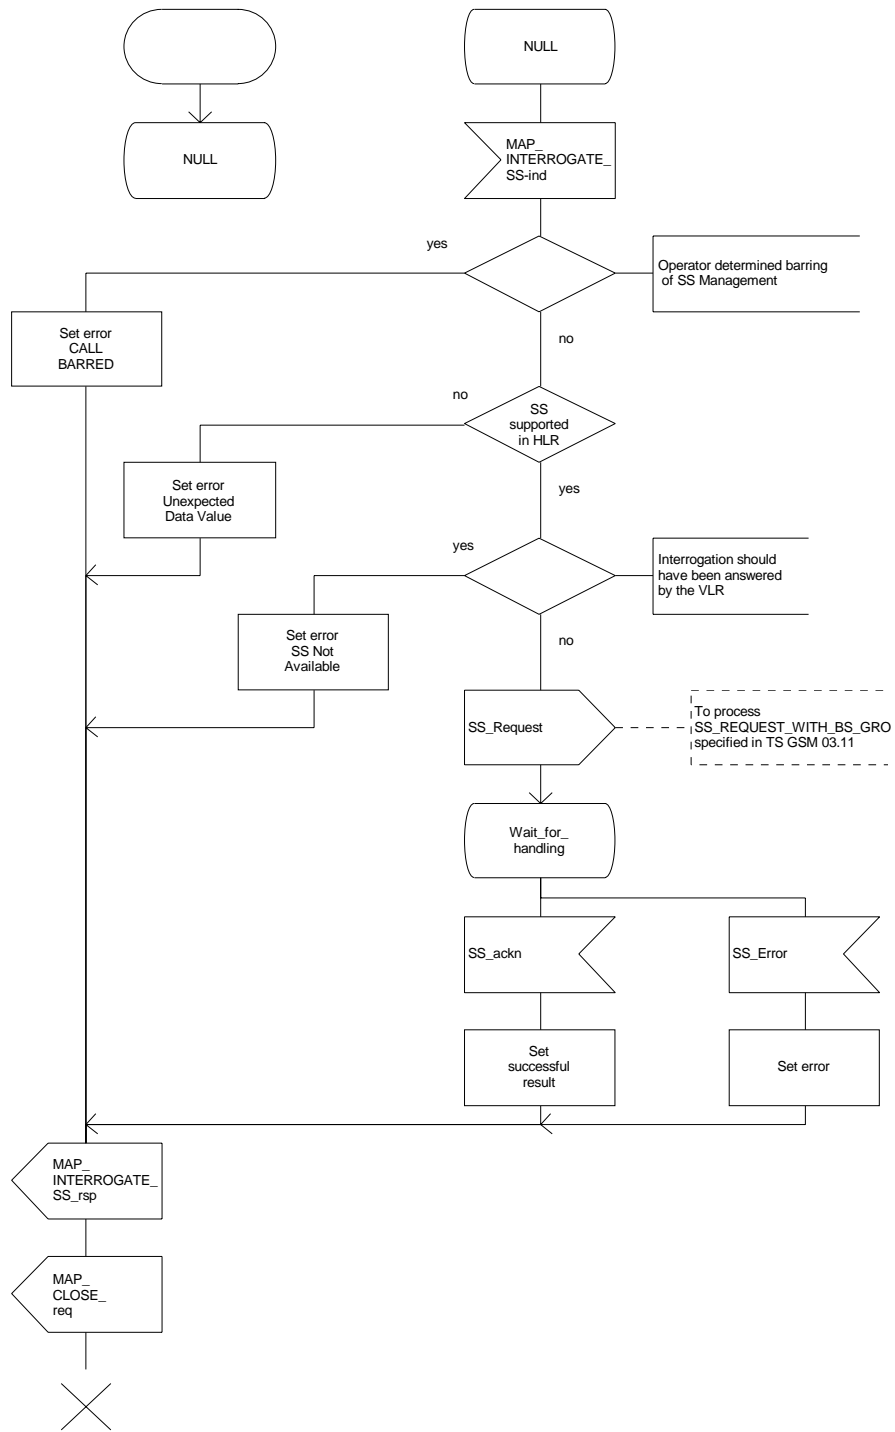 NULL
NULL
MAP_
INTERROGATE_
SS-ind
yes
Operator determined barring
of SS Management
Set error
CALL
BARRED
no
no
SS
supported
in HLR
Set error
Unexpected
Data Value
yes
yes
Interrogation should
have been answered
by the VLR
Set error
SS Not
Available
no
SS_Request
To process
SS_REQUEST_WITH_BS_GRO
specified in TS GSM 03.11
Wait_for_
handling
SS_ackn
SS_Error
Set
successful
result
Set error
MAP_
INTERROGATE_
SS_rsp
MAP_
CLOSE_
req